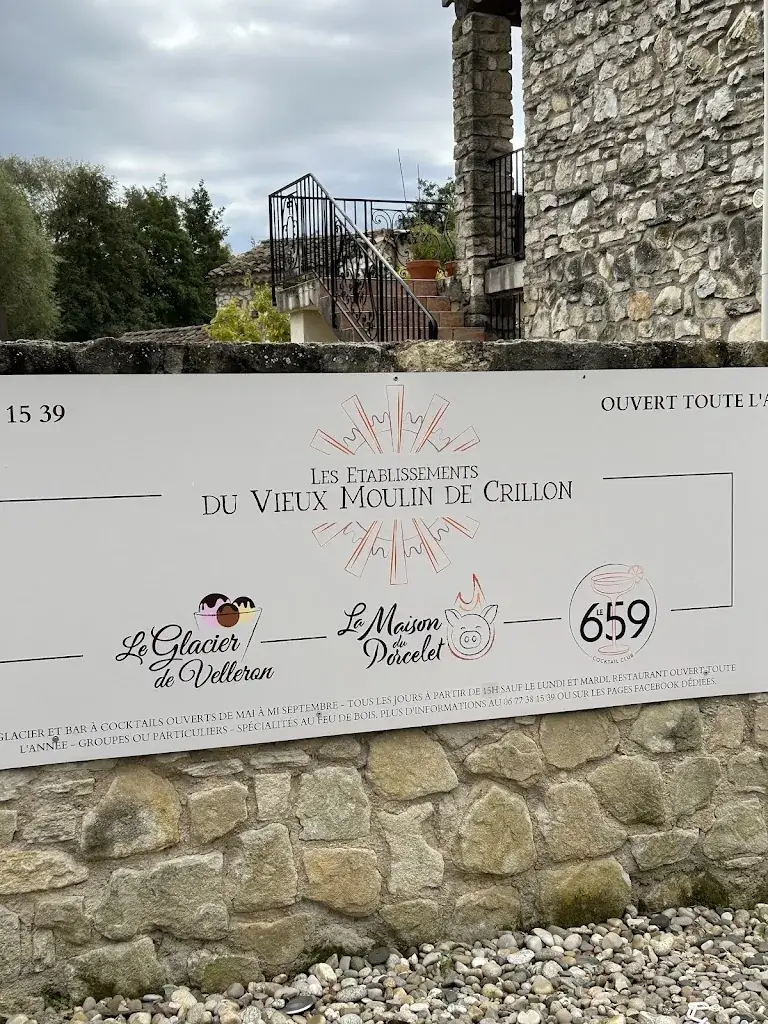 15 39
OUVERT TOUTE L'A
LES ETABLISSEMENTS
DU VIEUX MOULIN DE CRILLON
Le Glacier
de Velleron
La Maison
du
Porcelet
LE
659
COCKTAIL CLUB
GLACIER ET BAR À COCKTAILS OUVERTS DE MAI À MI SEPTEMBRE - TOUS LES JOURS À PARTIR DE 15H SAUF LE LUNDI ET MARDI, RESTAURANT OUVERT TOUTE
L'ANNÉE - GROUPES OU PARTICULIERS - SPÉCIALITÉS AU FEU DE BOIS. PLUS D'INFORMATIONS AU 06 77 38 15 39 OU SUR LES PAGES FACEBOOK DÉDIÉES.